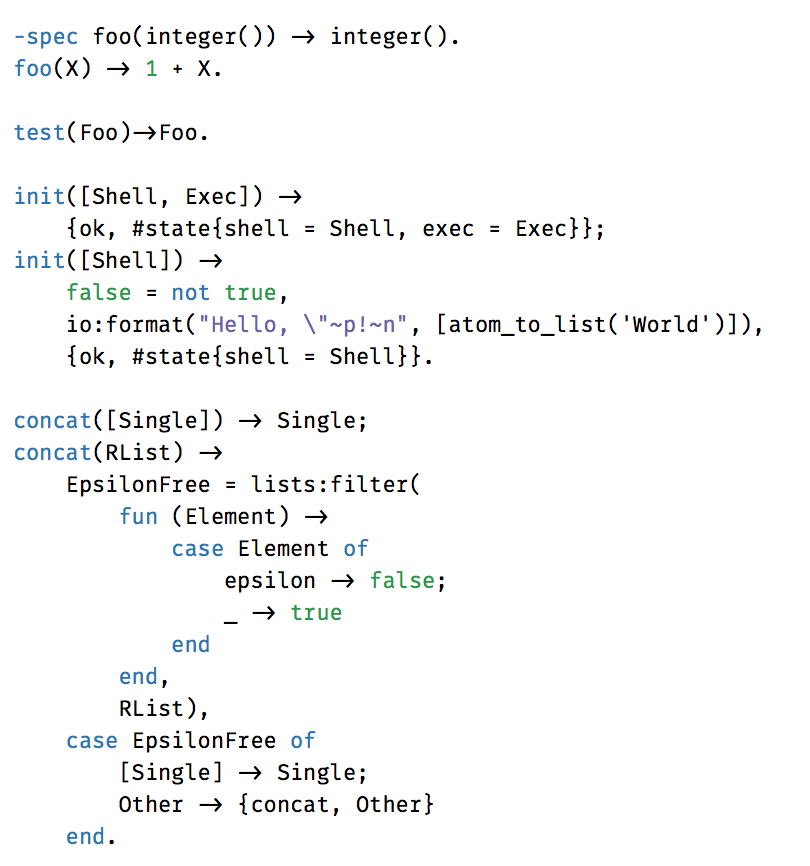 -spec foo(integer()) -> integer().
foo(X) -> 1 + X.

test(Foo)->Foo.

init([Shell, Exec]) ->
    {ok, #state{shell = Shell, exec = Exec}};
init([Shell]) ->
    false = not true,
    io:format("Hello, \"~p!~n", [atom_to_list('World')]),
    {ok, #state{shell = Shell}}.

concat([Single]) -> Single;
concat(RList) ->
    EpsilonFree = lists:filter(
        fun (Element) ->
            case Element of
                epsilon -> false;
                _ -> true
            end
        end,
        RList),
    case EpsilonFree of
        [Single] -> Single;
        Other -> {concat, Other}
    end.